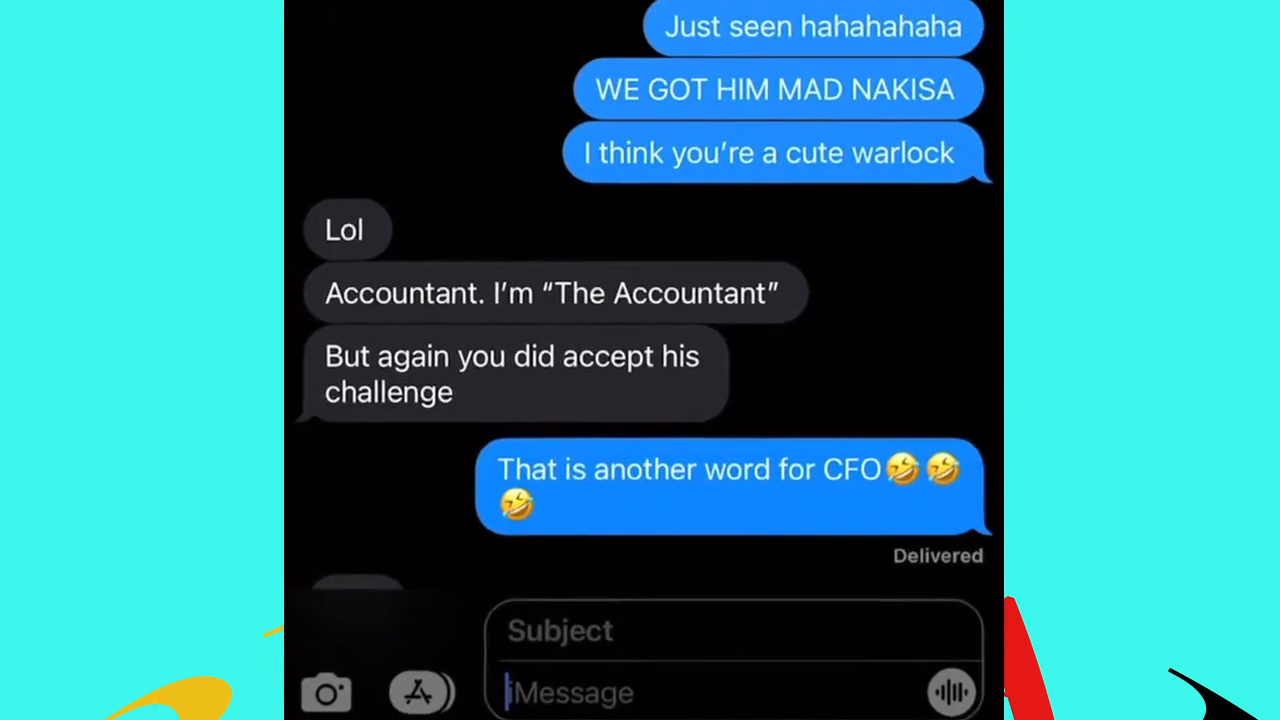 Just seen hahahahaha
WE GOT HIM MAD NAKISA
I think you’re a cute warlock
Lol
Accountant. I’m “The Accountant”
But again you did accept his
challenge
That is another word for CFO🤣🤣
🤣
Delivered
Subject
iMessage